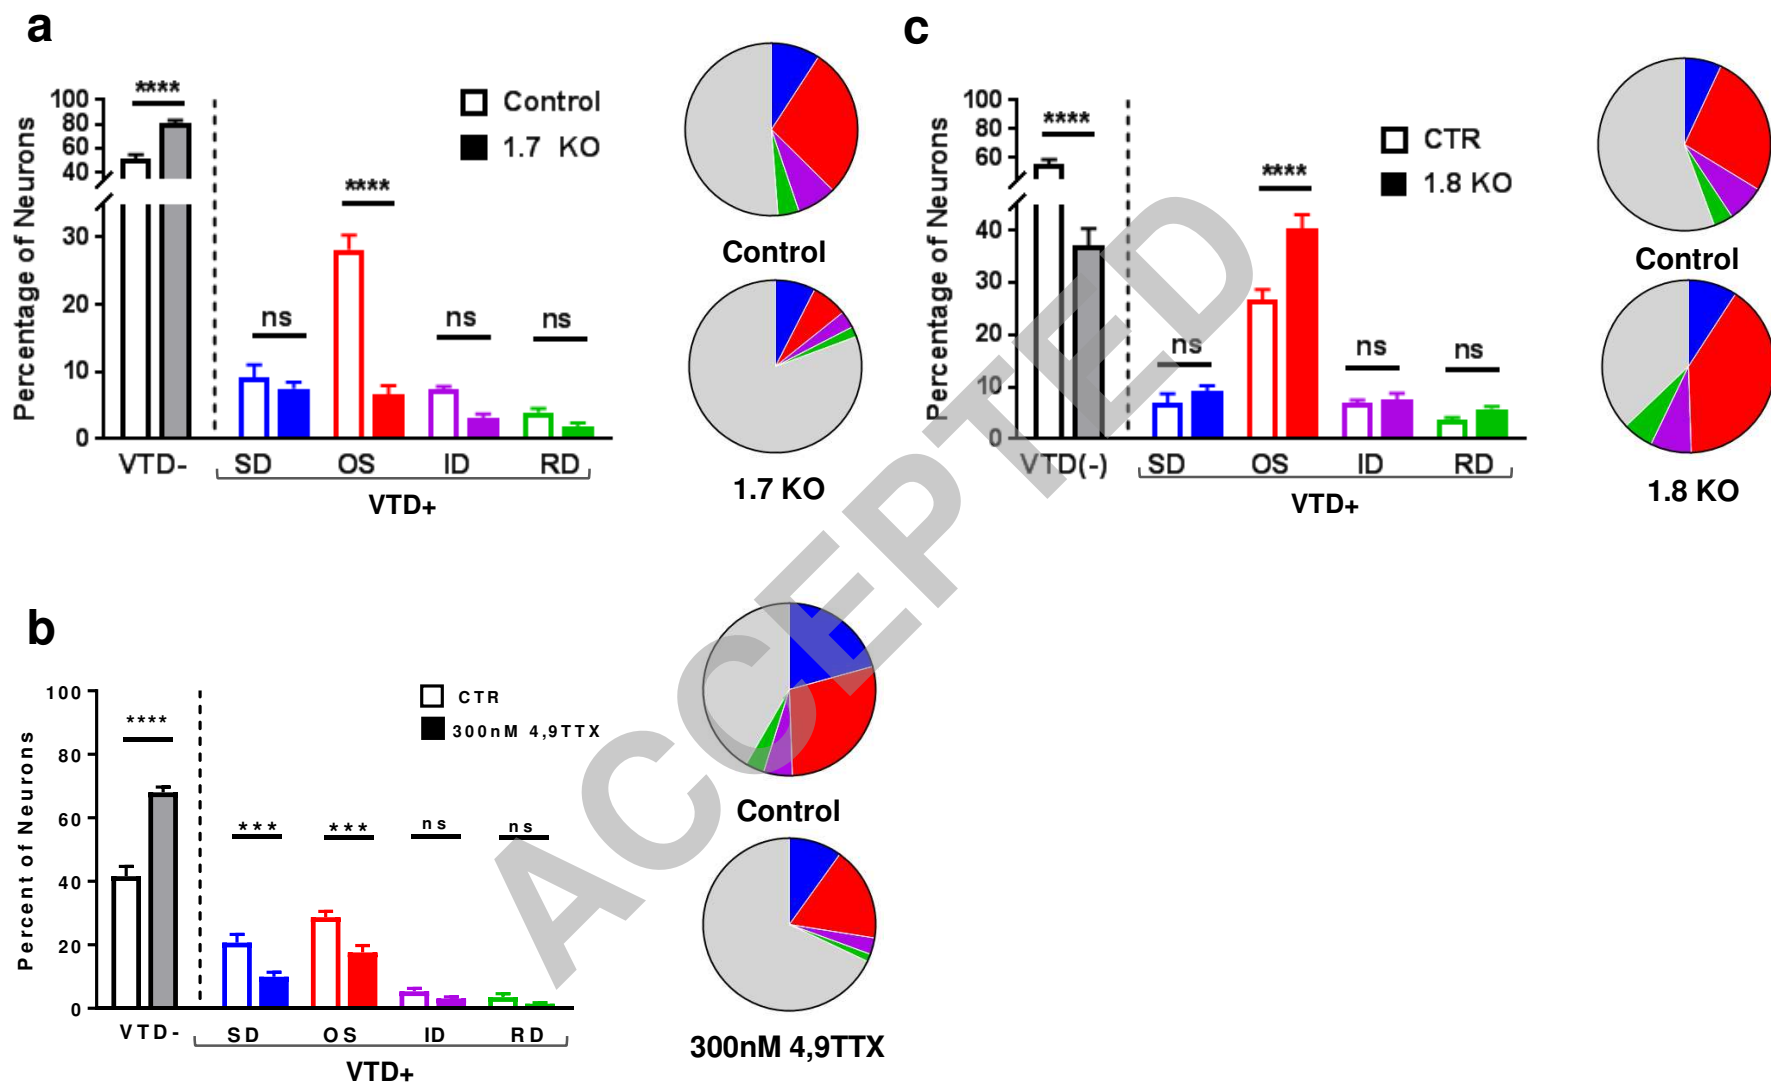 a
Percentage of Neurons
100
80
60
40
30
20
10
0
****
ns
****
ns
ns
Control
1.7 KO
VTD-
SD
OS
ID
RD
VTD+
Control
1.7 KO
c
Percentage of Neurons
100
80
60
40
30
20
10
0
****
ns
****
ns
ns
CTR
1.8 KO
VTD(-)
SD
OS
ID
RD
VTD+
Control
1.8 KO
b
Percent of Neurons
100
80
60
40
20
0
****
***
***
ns
ns
CTR
300nM 4,9TTX
VTD-
SD
OS
ID
RD
VTD+
Control
300nM 4,9TTX
ACCEPTED